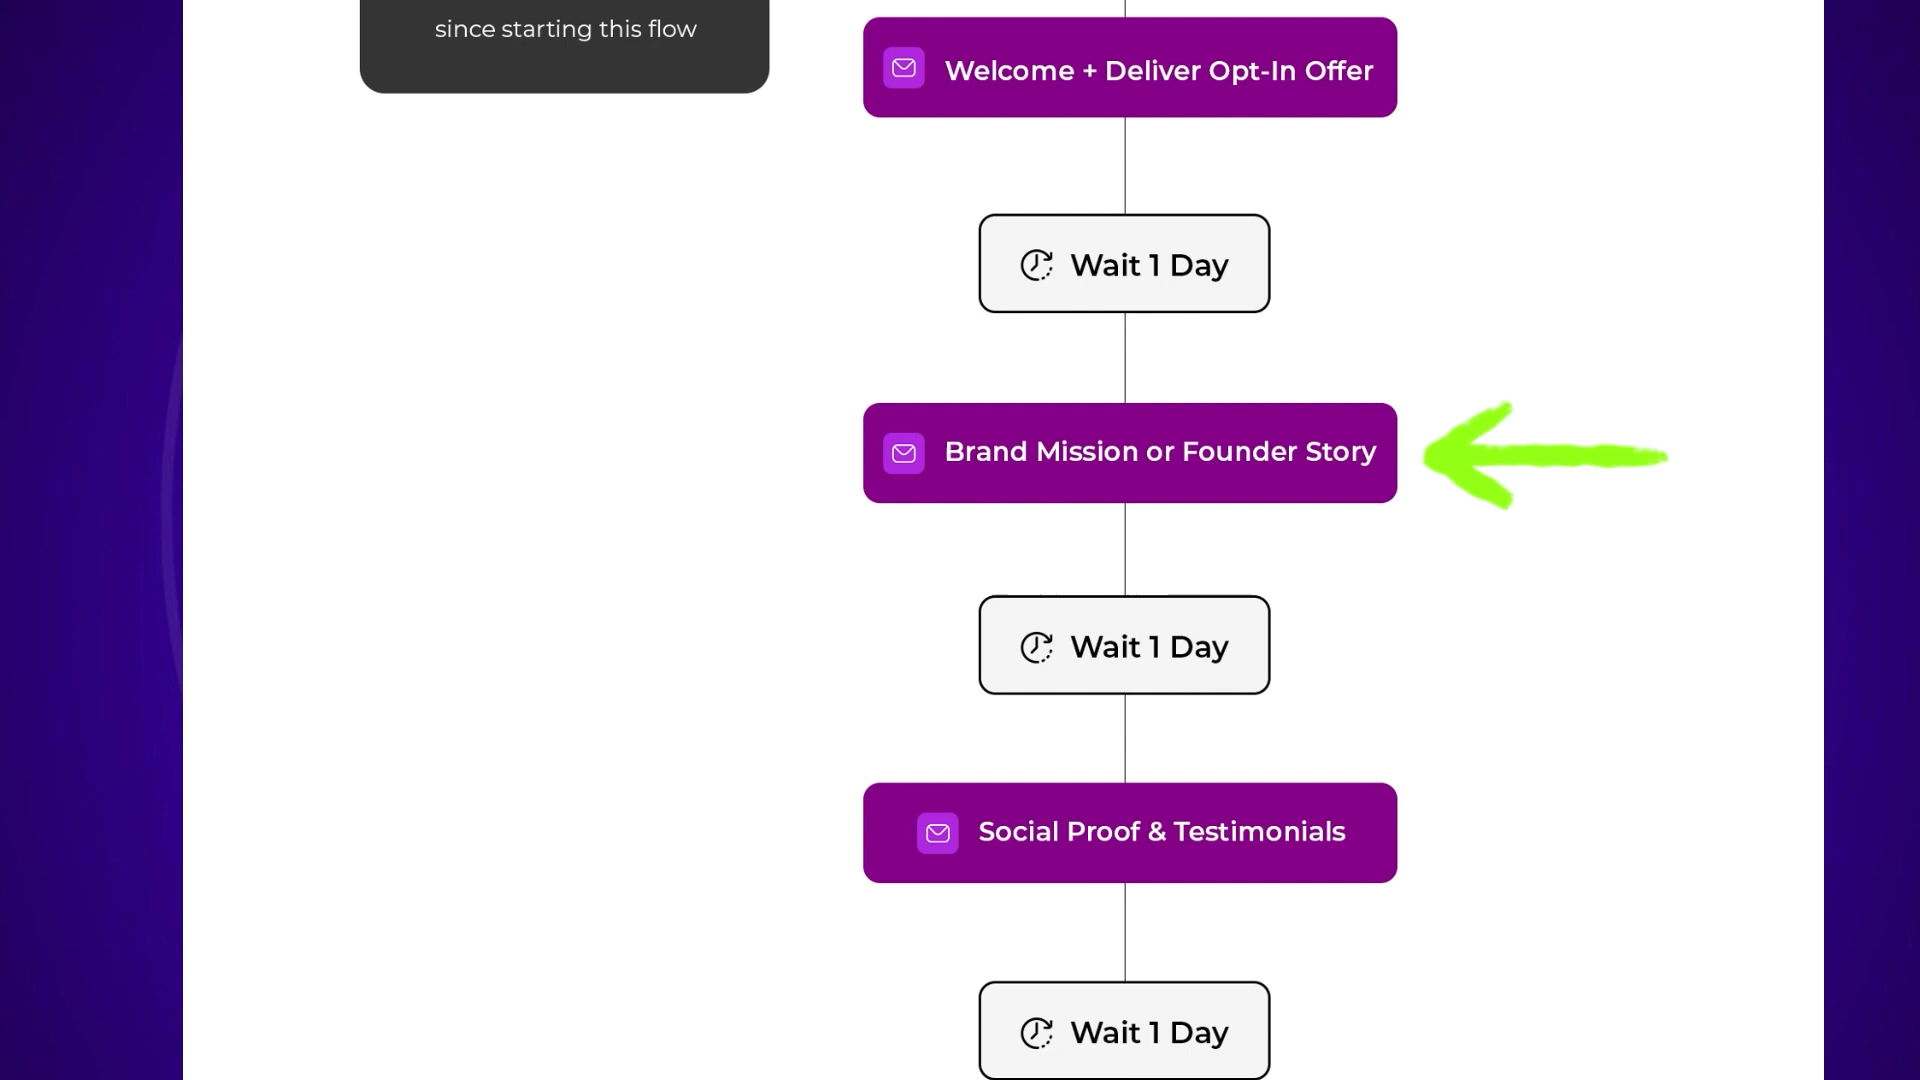 since starting this flow
Welcome + Deliver Opt-In Offer
Wait 1 Day
Brand Mission or Founder Story
Wait 1 Day
Social Proof & Testimonials
Wait 1 Day